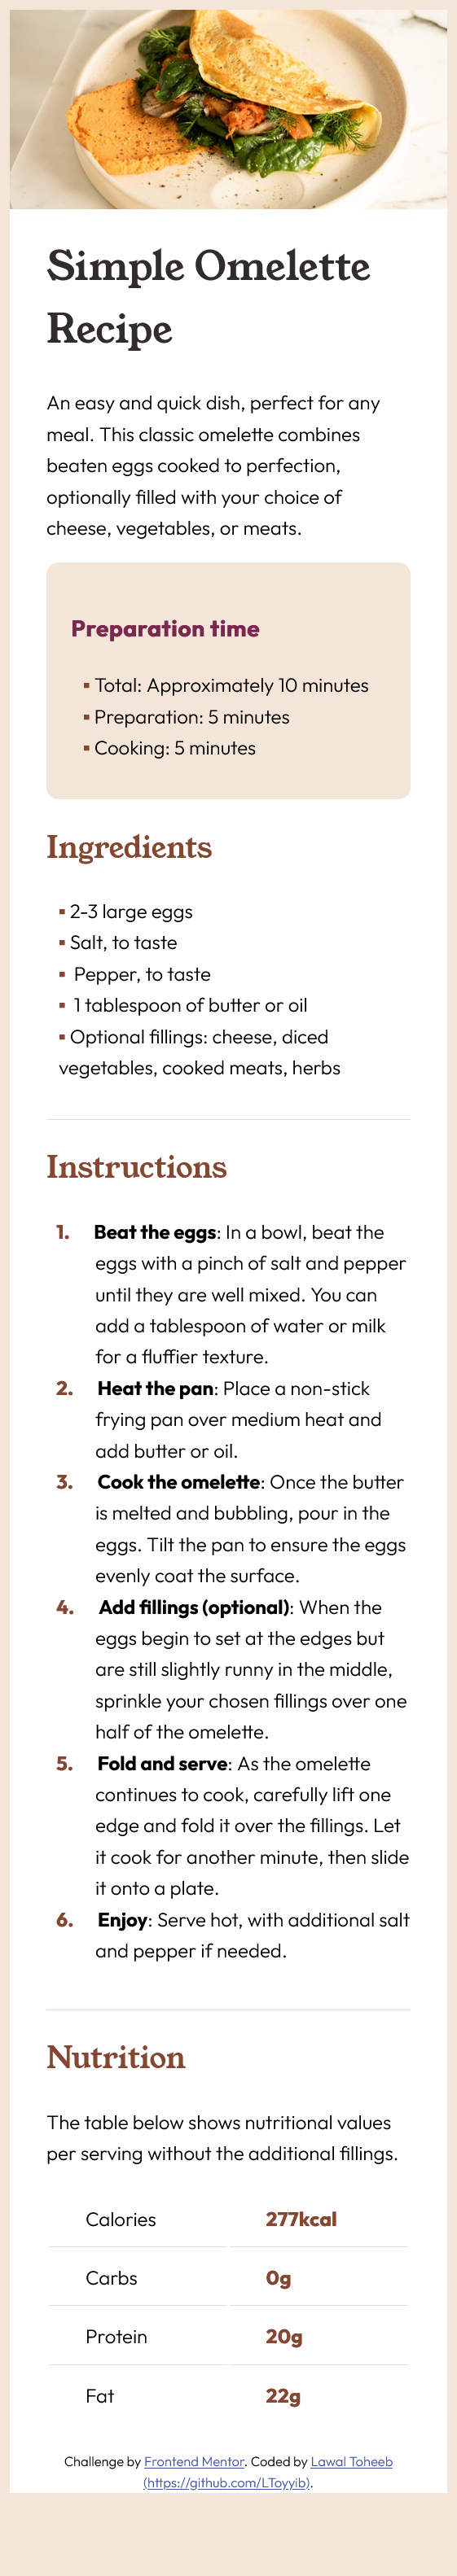 Simple Omelette
Recipe
An easy and quick dish, perfect for any
meal. This classic omelette combines
beaten eggs cooked to perfection,
optionally filled with your choice of
cheese, vegetables, or meats.
Preparation time
▪ Total: Approximately 10 minutes
▪ Preparation: 5 minutes
▪ Cooking: 5 minutes
Ingredients
▪ 2-3 large eggs
▪ Salt, to taste
▪ Pepper, to taste
▪ 1 tablespoon of butter or oil
▪ Optional fillings: cheese, diced
vegetables, cooked meats, herbs
Instructions
1. Beat the eggs: In a bowl, beat the
eggs with a pinch of salt and pepper
until they are well mixed. You can
add a tablespoon of water or milk
for a fluffier texture.
2. Heat the pan: Place a non-stick
frying pan over medium heat and
add butter or oil.
3. Cook the omelette: Once the butter
is melted and bubbling, pour in the
eggs. Tilt the pan to ensure the eggs
evenly coat the surface.
4. Add fillings (optional): When the
eggs begin to set at the edges but
are still slightly runny in the middle,
sprinkle your chosen fillings over one
half of the omelette.
5. Fold and serve: As the omelette
continues to cook, carefully lift one
edge and fold it over the fillings. Let
it cook for another minute, then slide
it onto a plate.
6. Enjoy: Serve hot, with additional salt
and pepper if needed.
Nutrition
The table below shows nutritional values
per serving without the additional fillings.
Calories 277kcal
Carbs 0g
Protein 20g
Fat 22g
Challenge by Frontend Mentor. Coded by Lawal Toheeb
(https://github.com/LToyyib).